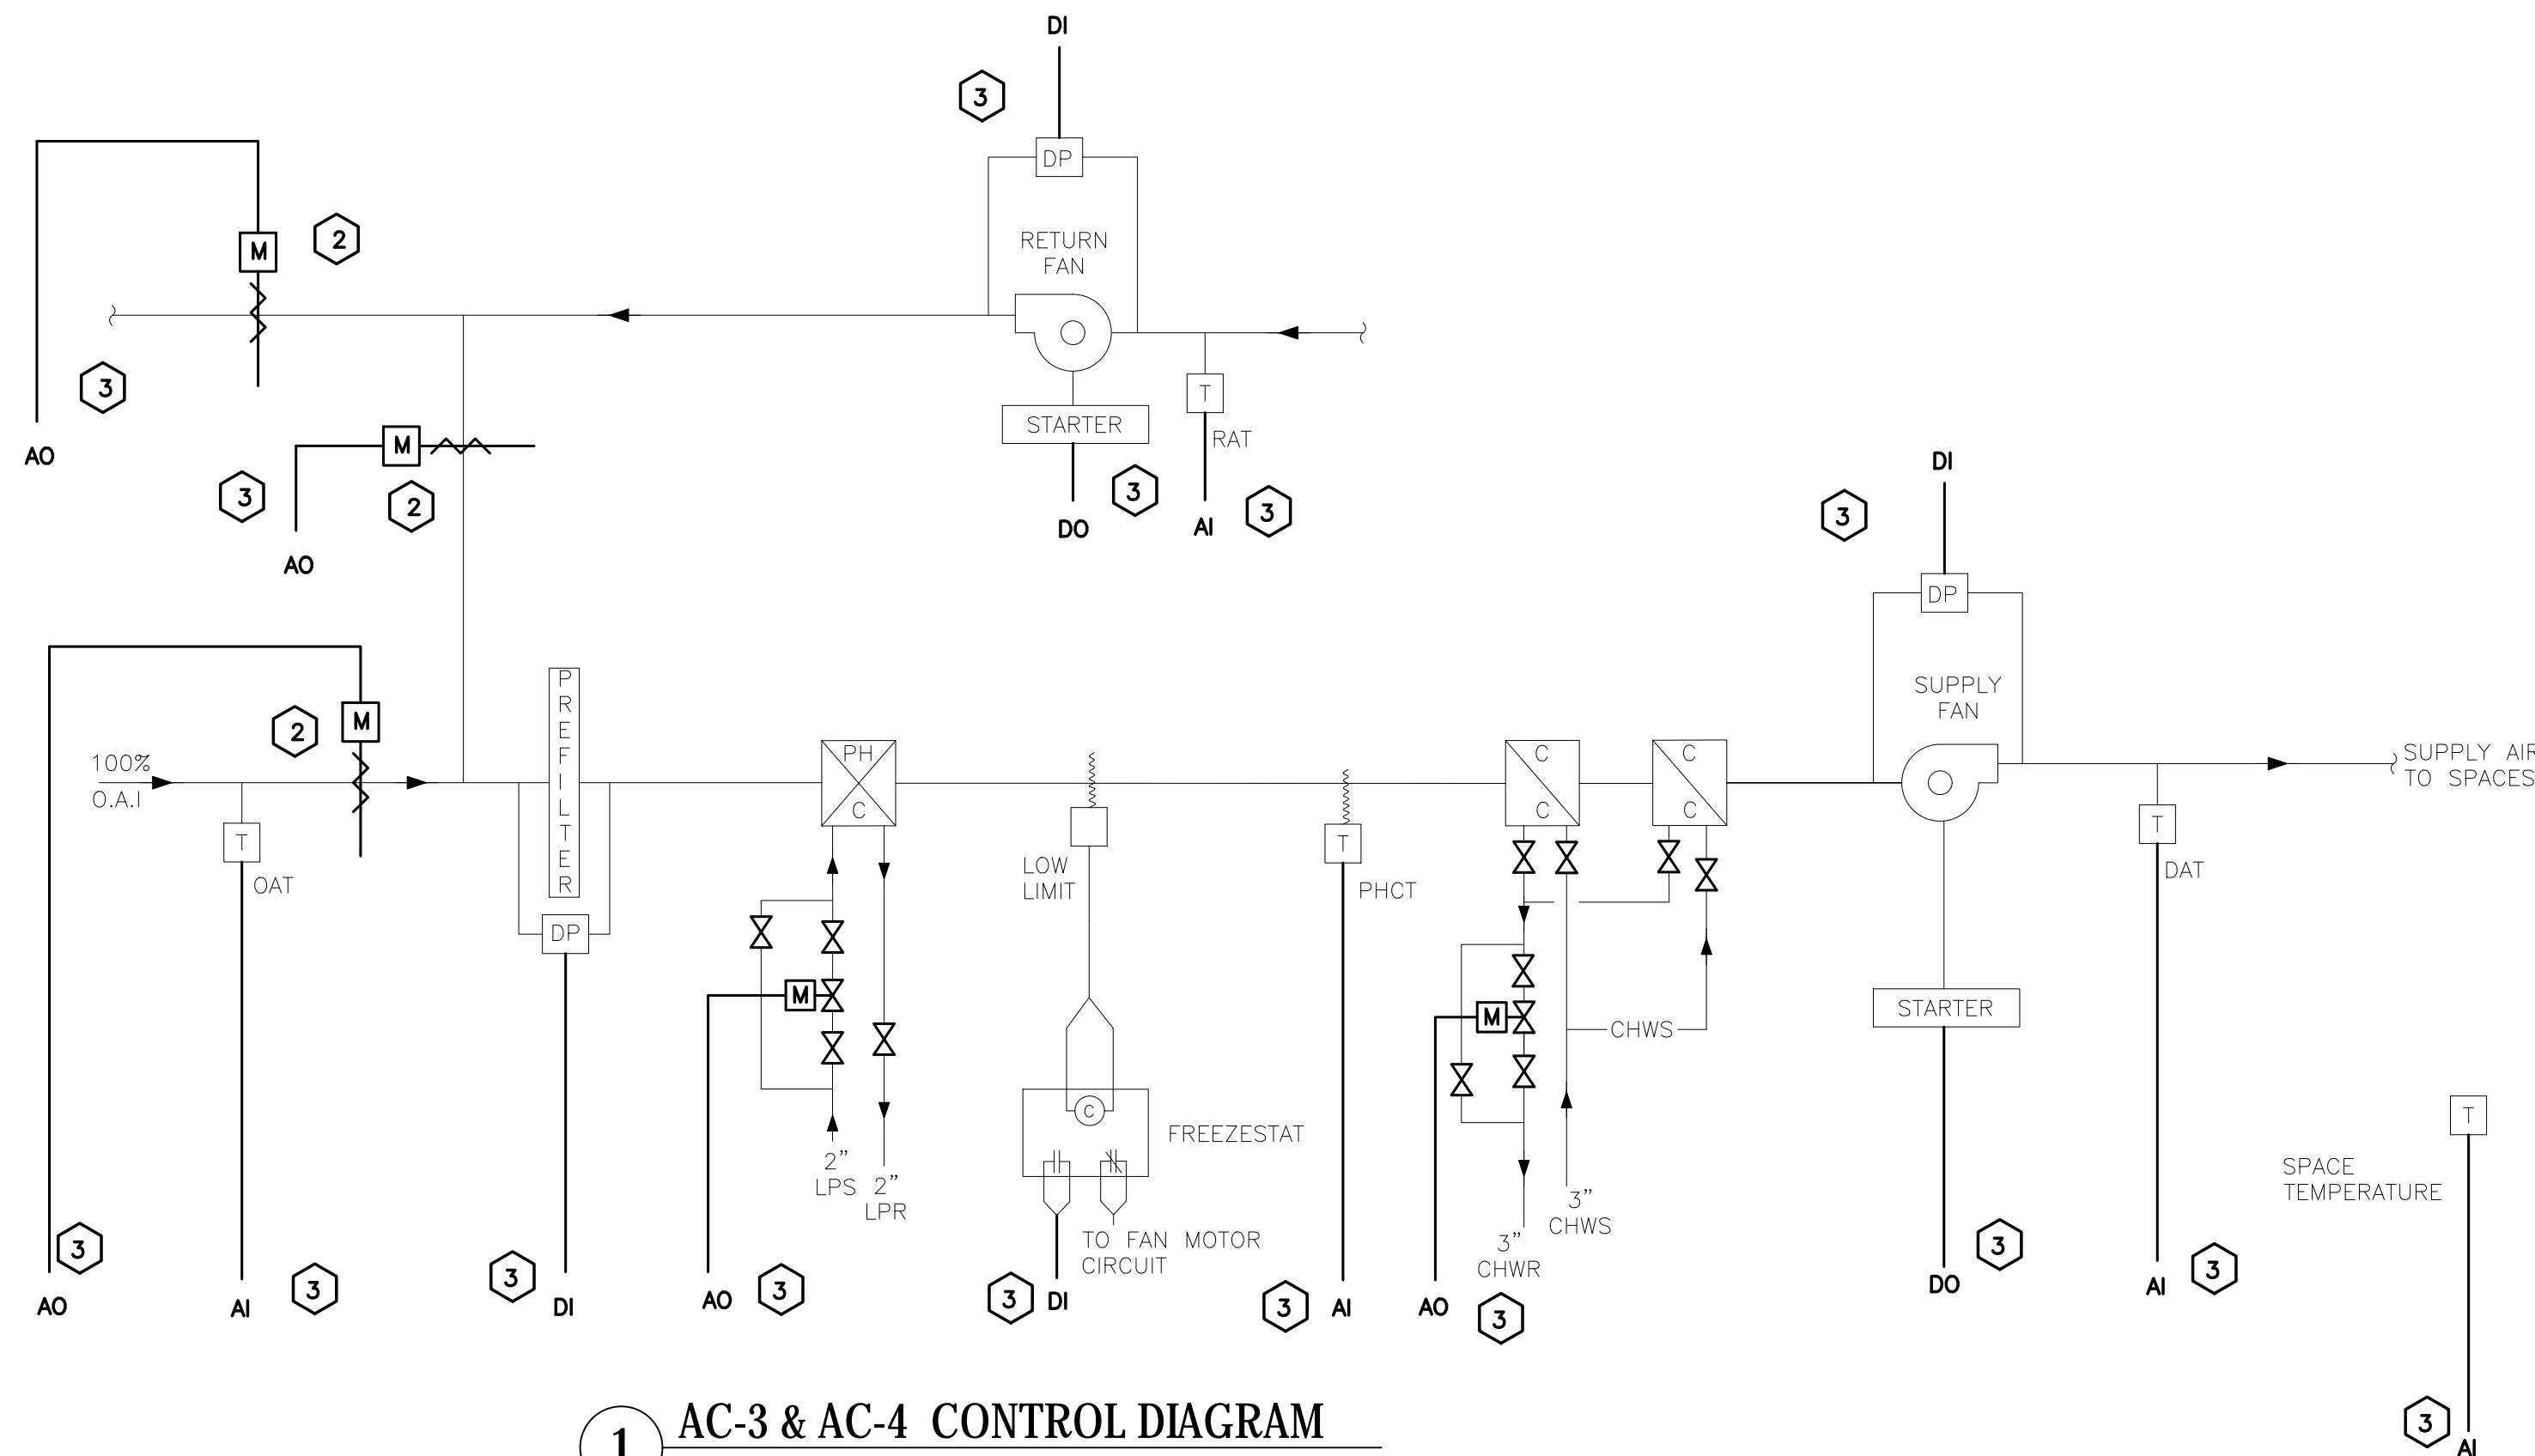 DI
3
DP
M
2
RETURN
FAN
3
STARTER
T
RAT
AO
M
3
2
3
3
DO
AI
AO
DI
3
DP
PREFILTER
SUPPLY
FAN
M
2
100%
O.A.I
PH
C
C
C
C
C
SUPPLY AIR
TO SPACES
T
OAT
LOW
LIMIT
T
PHCT
T
DAT
DP
M
M
CHWS
STARTER
C
FREEZESTAT
T
2”
LPS
2”
LPR
SPACE
TEMPERATURE
3”
CHWS
3”
CHWR
TO FAN MOTOR
CIRCUIT
3
AO
3
AI
3
DI
AO
3
3
DI
3
AI
AO
3
3
DO
3
AI
1
AC-3 & AC-4 CONTROL DIAGRAM
3
AI